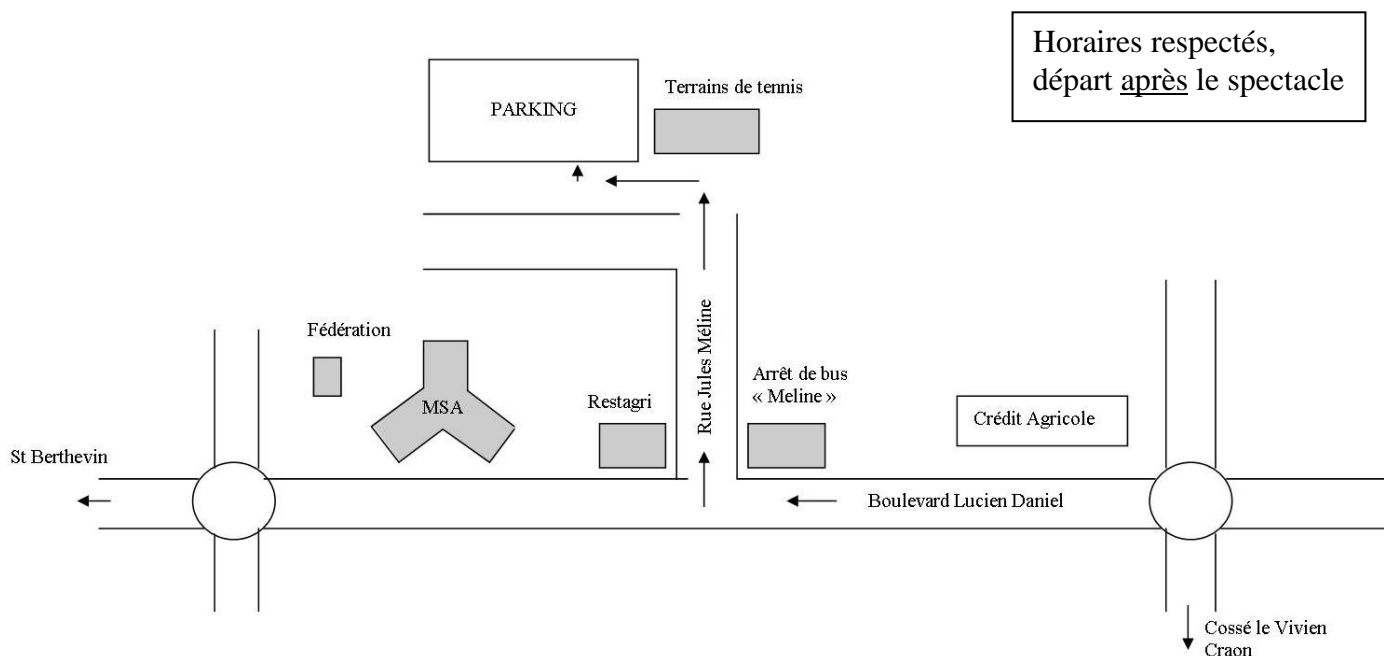 Horaires respectés,
départ après le spectacle
Terrains de tennis
PARKING
Fédération
MSA
Restagri
Rue Jules Méline
Arrêt de bus
« Meline »
Crédit Agricole
St Berthevin
Boulevard Lucien Daniel
Cossé le Vivien
Craon